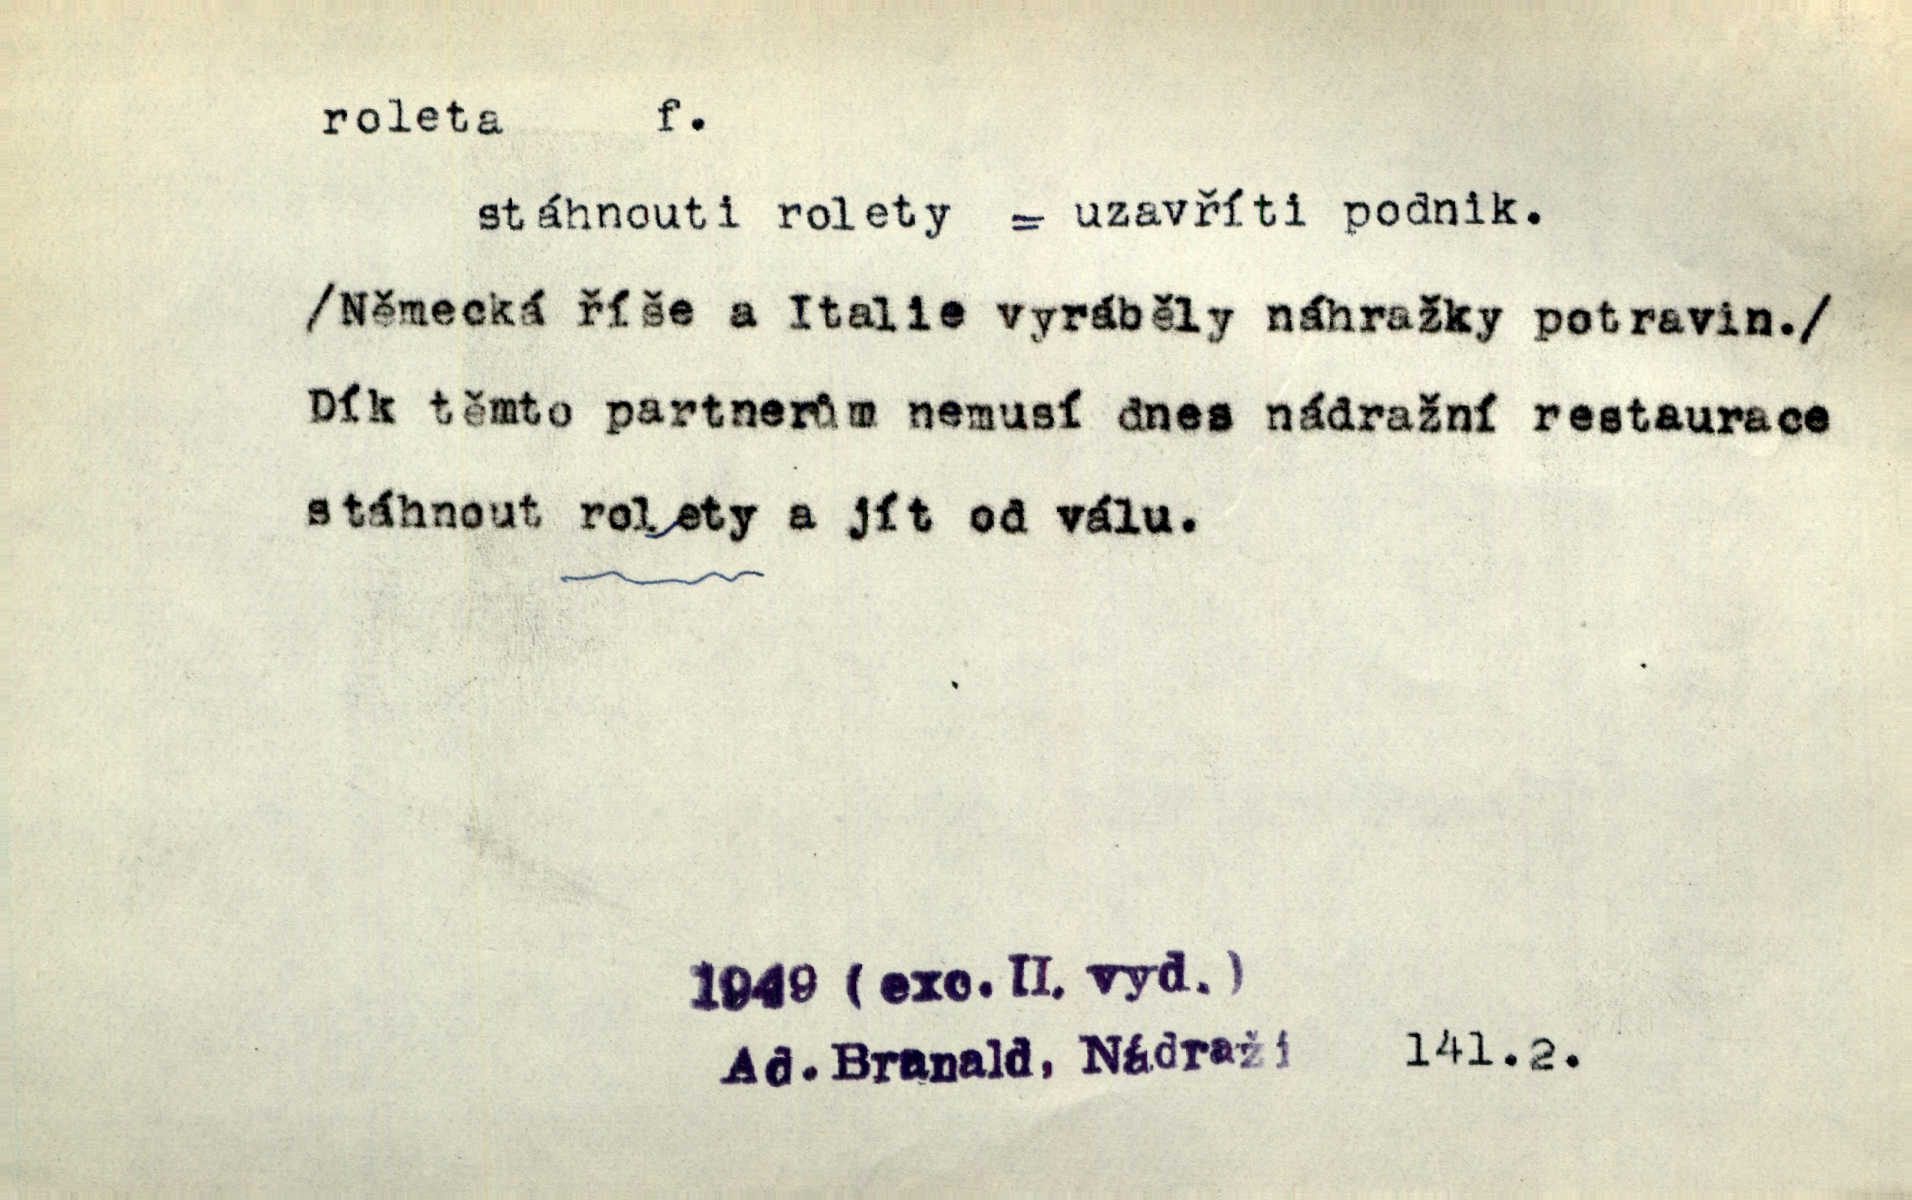 roleta f.
stáhnouti rolety = uzavříti podnik.
/Německá říše a Italie vyráběly náhražky potravin./
Dík těmto partnerům nemusí dnes nádražní restaurace
stáhnout rolety a jít od válu.
1949 (exc. II. vyd.)
Ad. Branald, Nádraží 141.2.